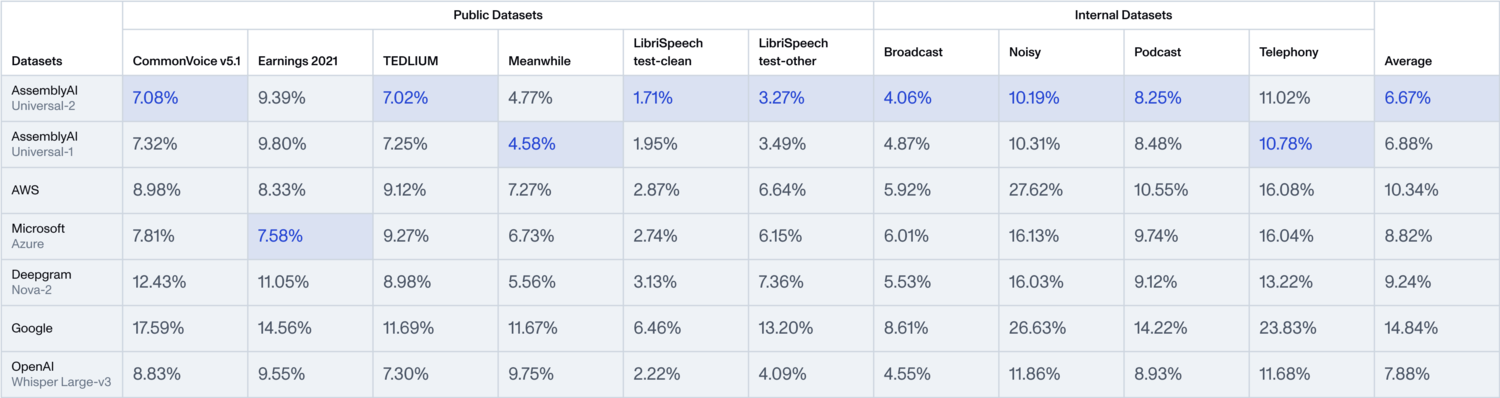 Public Datasets Internal Datasets
Datasets CommonVoice v5.1 Earnings 2021 TEDLIUM Meanwhile LibriSpeech test-clean LibriSpeech test-other Broadcast Noisy Podcast Telephony Average
AssemblyAI Universal-2 7.08% 9.39% 7.02% 4.77% 1.71% 3.27% 4.06% 10.19% 8.25% 11.02% 6.67%
AssemblyAI Universal-1 7.32% 9.80% 7.25% 4.58% 1.95% 3.49% 4.87% 10.31% 8.48% 10.78% 6.88%
AWS 8.98% 8.33% 9.12% 7.27% 2.87% 6.64% 5.92% 27.62% 10.55% 16.08% 10.34%
Microsoft Azure 7.81% 7.58% 9.27% 6.73% 2.74% 6.15% 6.01% 16.13% 9.74% 16.04% 8.82%
Deepgram Nova-2 12.43% 11.05% 8.98% 5.56% 3.13% 7.36% 5.53% 16.03% 9.12% 13.22% 9.24%
Google 17.59% 14.56% 11.69% 11.67% 6.46% 13.20% 8.61% 26.63% 14.22% 23.83% 14.84%
OpenAI Whisper Large-v3 8.83% 9.55% 7.30% 9.75% 2.22% 4.09% 4.55% 11.86% 8.93% 11.68% 7.88%